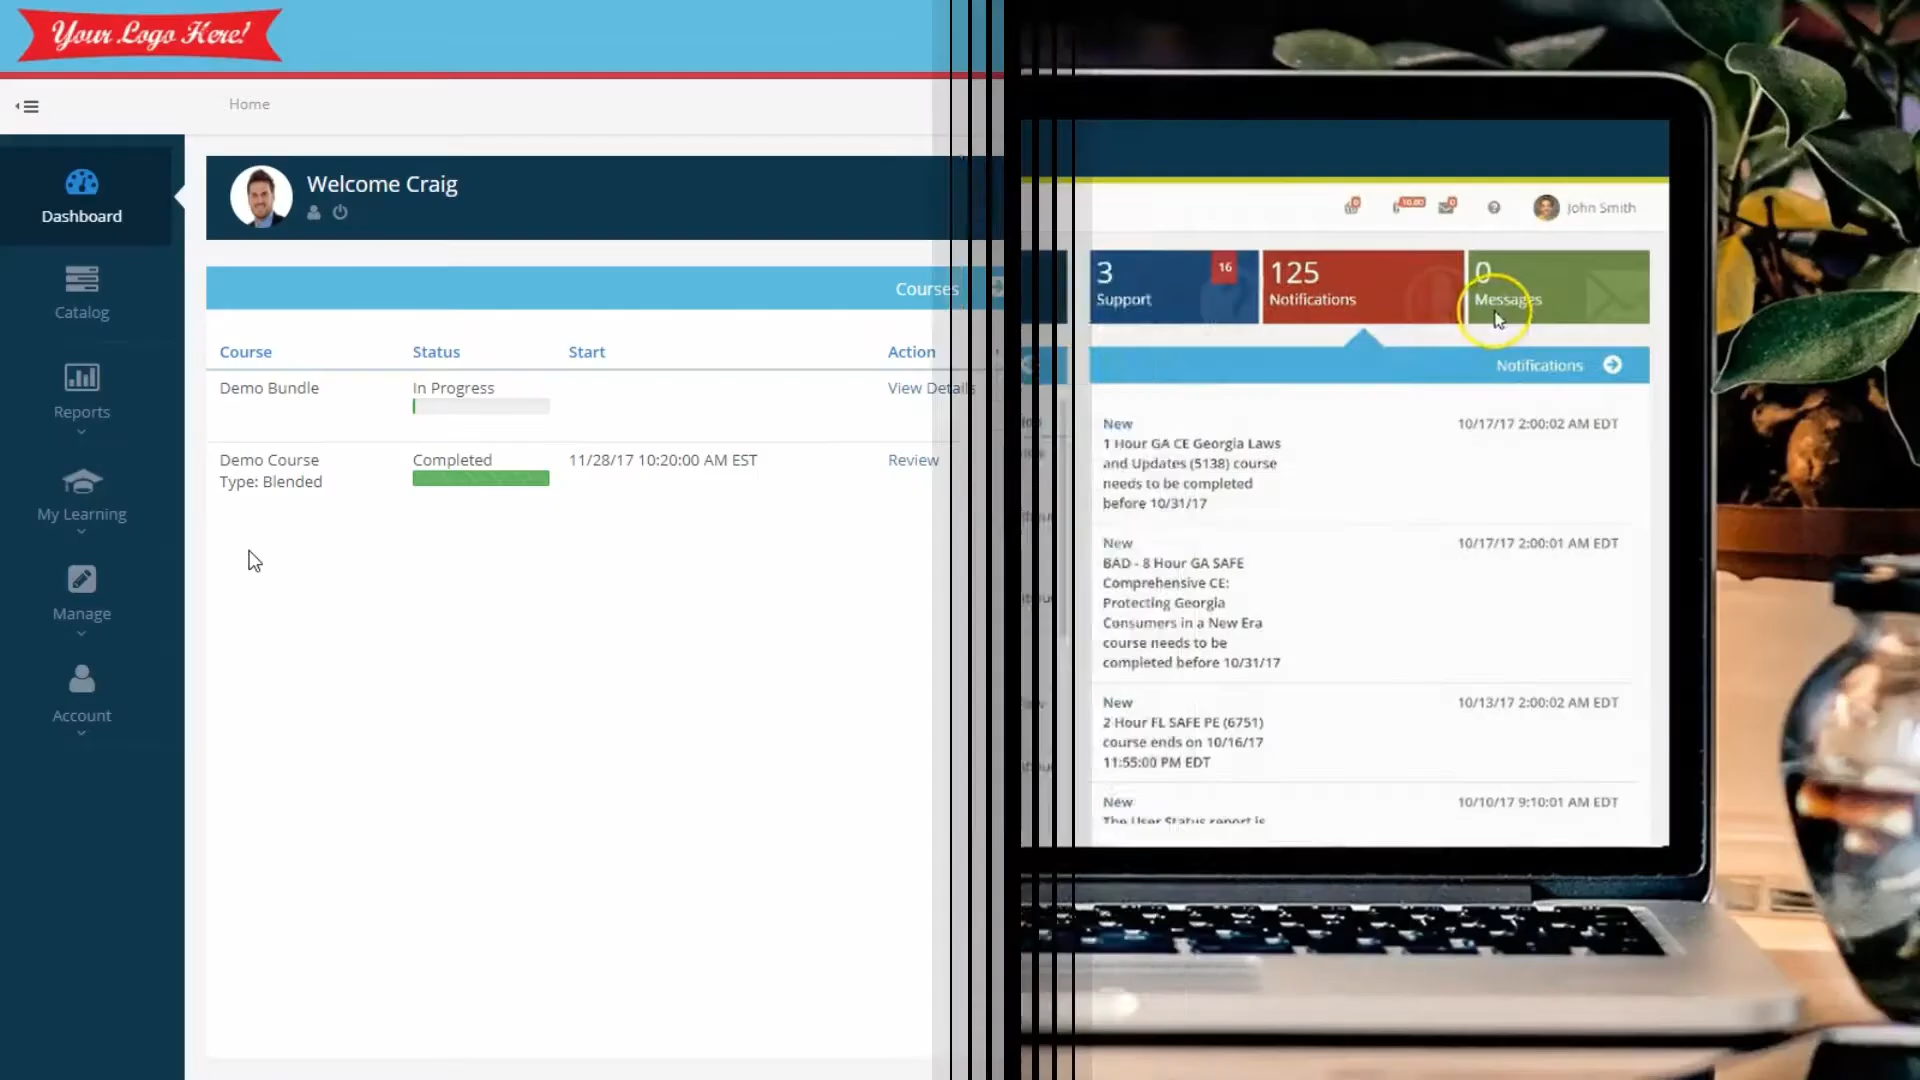 Your Logo Here!
Home
Welcome Craig
Dashboard
Catalog
Reports
My Learning
Manage
Account
Courses
Course Status Start Action
Demo Bundle In Progress View Details
Demo Course Completed 11/28/17 10:20:00 AM EST Review
Type: Blended
John Smith
3 16
Support
125
Notifications
0
Messages
Notifications
New 10/17/17 2:00:02 AM EDT
1 Hour GA CE Georgia Laws
and Updates (5138) course
needs to be completed
before 10/31/17
New 10/17/17 2:00:01 AM EDT
BAD - 8 Hour GA SAFE
Comprehensive CE:
Protecting Georgia
Consumers in a New Era
course needs to be
completed before 10/31/17
New 10/13/17 2:00:02 AM EDT
2 Hour FL SAFE PE (6751)
course ends on 10/16/17
11:55:00 PM EDT
New 10/10/17 9:10:01 AM EDT
The User Status report is